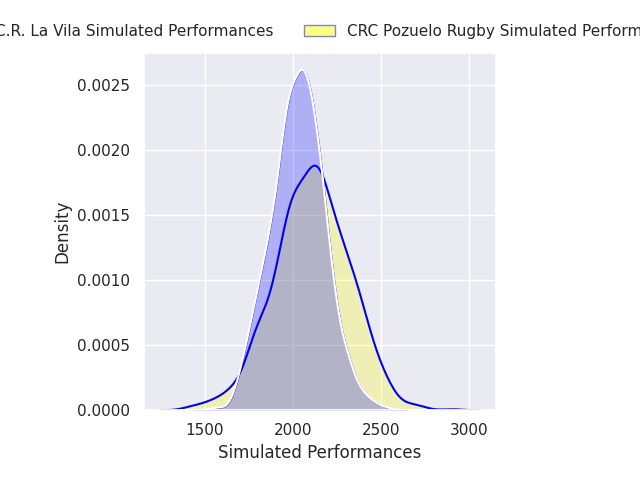 C.R. La Vila Simulated Performances
CRC Pozuelo Rugby Simulated Perform
0.0025
0.0020
0.0015
0.0010
0.0005
0.0000
Density
1500 2000 2500 3000
Simulated Performances